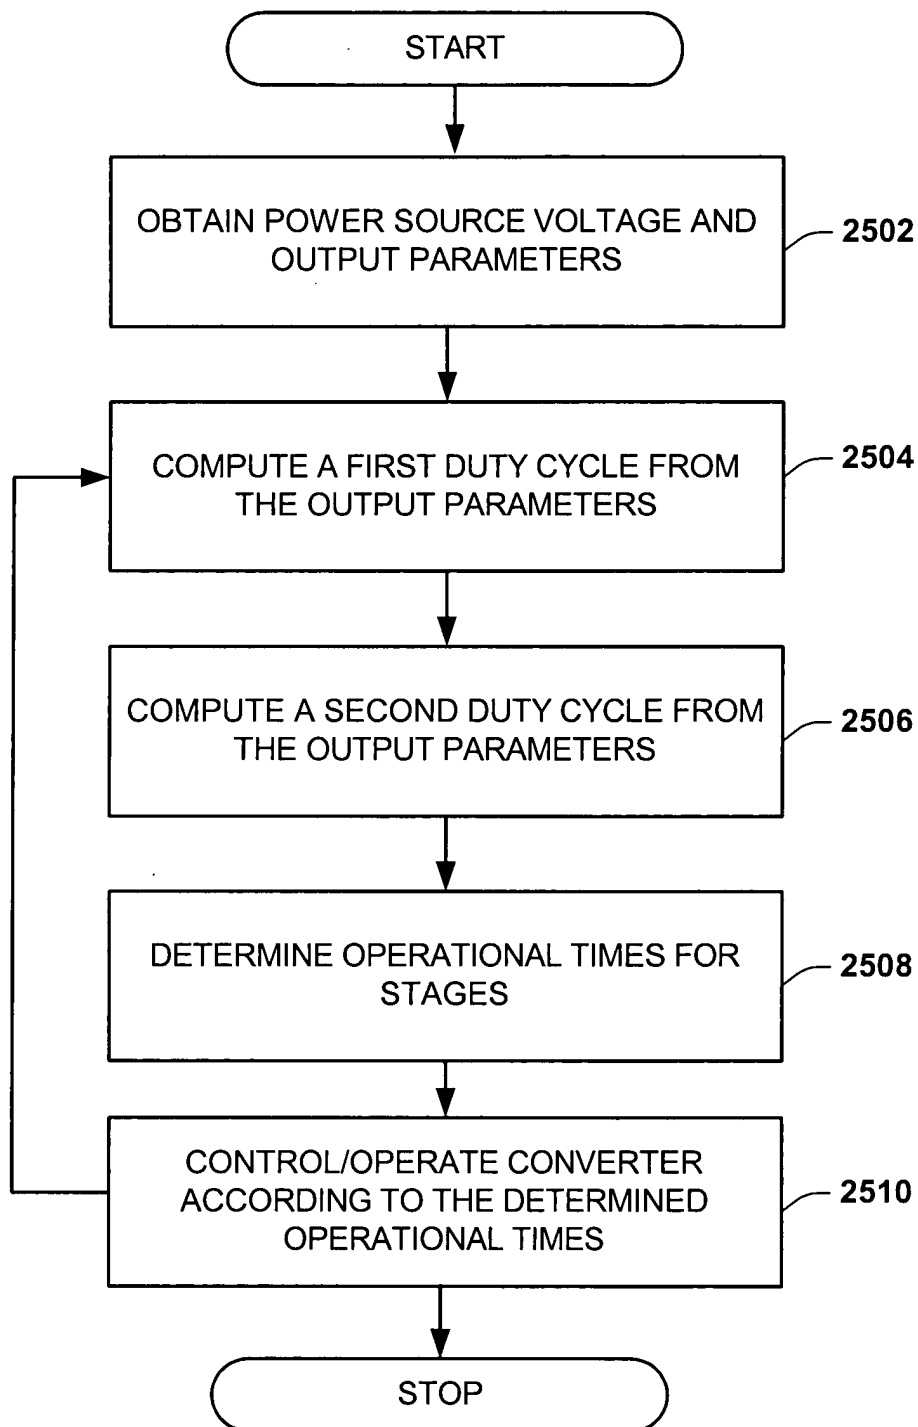 START
OBTAIN POWER SOURCE VOLTAGE AND
OUTPUT PARAMETERS
2502
COMPUTE A FIRST DUTY CYCLE FROM
THE OUTPUT PARAMETERS
2504
COMPUTE A SECOND DUTY CYCLE FROM
THE OUTPUT PARAMETERS
2506
DETERMINE OPERATIONAL TIMES FOR
STAGES
2508
CONTROL/OPERATE CONVERTER
ACCORDING TO THE DETERMINED
OPERATIONAL TIMES
2510
STOP